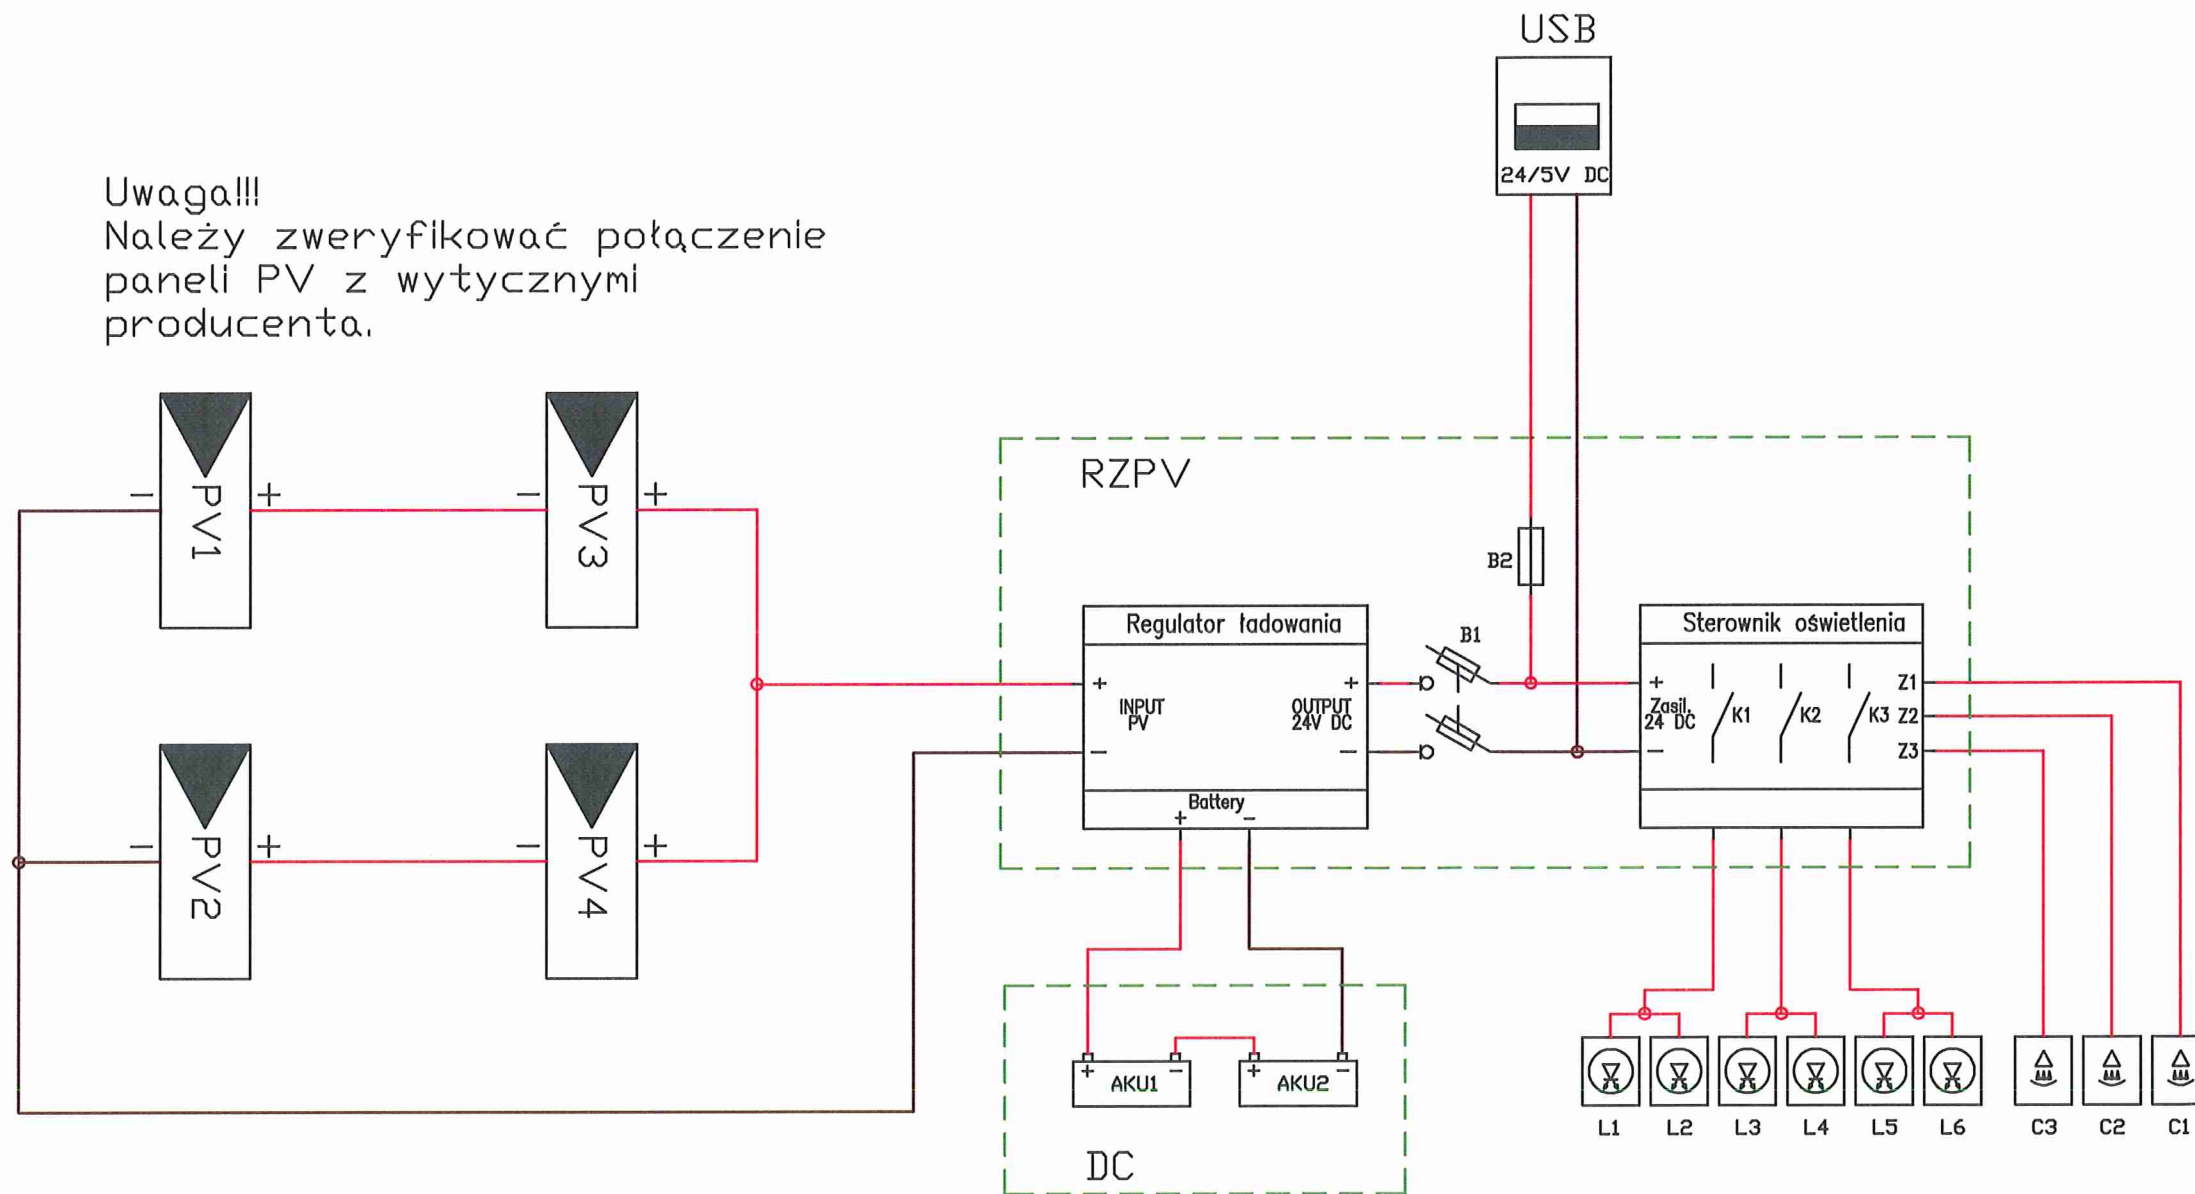 USB
24/5V DC
Uwaga!!!
Należy zweryfikować połączenie
paneli PV z wytycznymi
producenta.
- PV1 +
- PV3 +
- PV2 +
- PV4 +
RZPV
B2
B1
Regulator ładowania
+
INPUT
PV
-
+
OUTPUT
24V DC
-
Battery
+ -
Sterownik oświetlenia
+
Zasil.
24 DC
-
K1 K2 K3
Z1
Z2
Z3
+ AKU1 -
+ AKU2 -
DC
L1 L2 L3 L4 L5 L6 C3 C2 C1